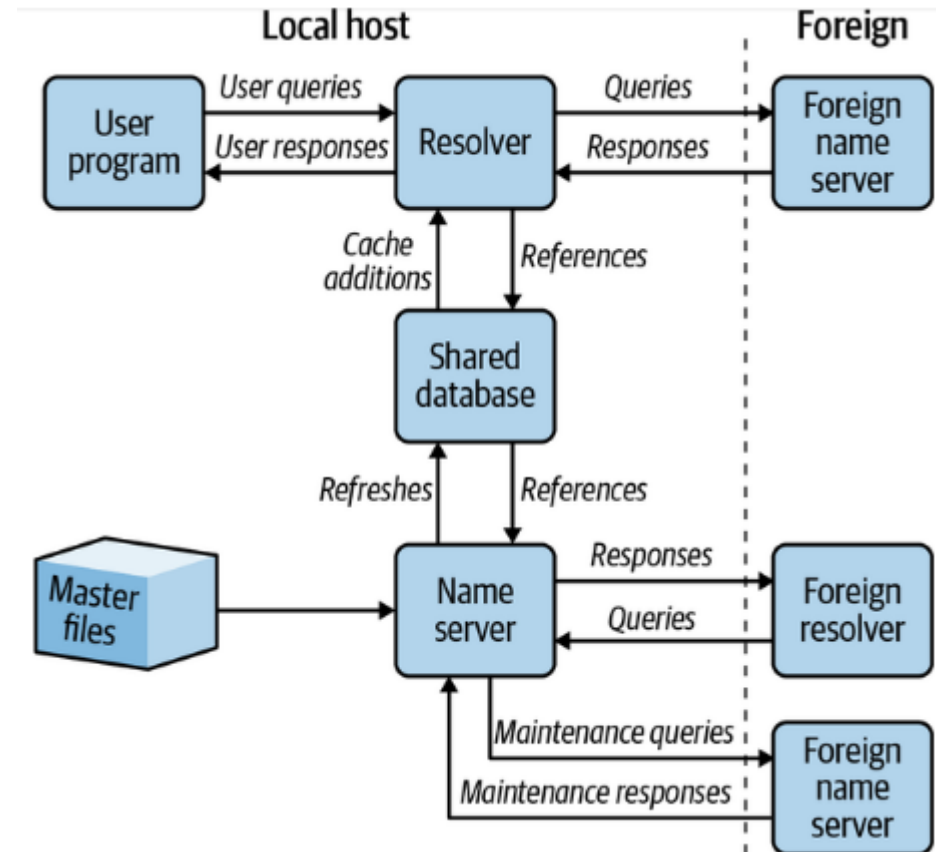 Local host
Foreign
User queries
Queries
User
program
Resolver
Foreign
name
server
User responses
Responses
Cache
additions
References
Shared
database
Refreshes
References
Master
files
Name
server
Responses
Queries
Foreign
resolver
Maintenance queries
Maintenance responses
Foreign
name
server